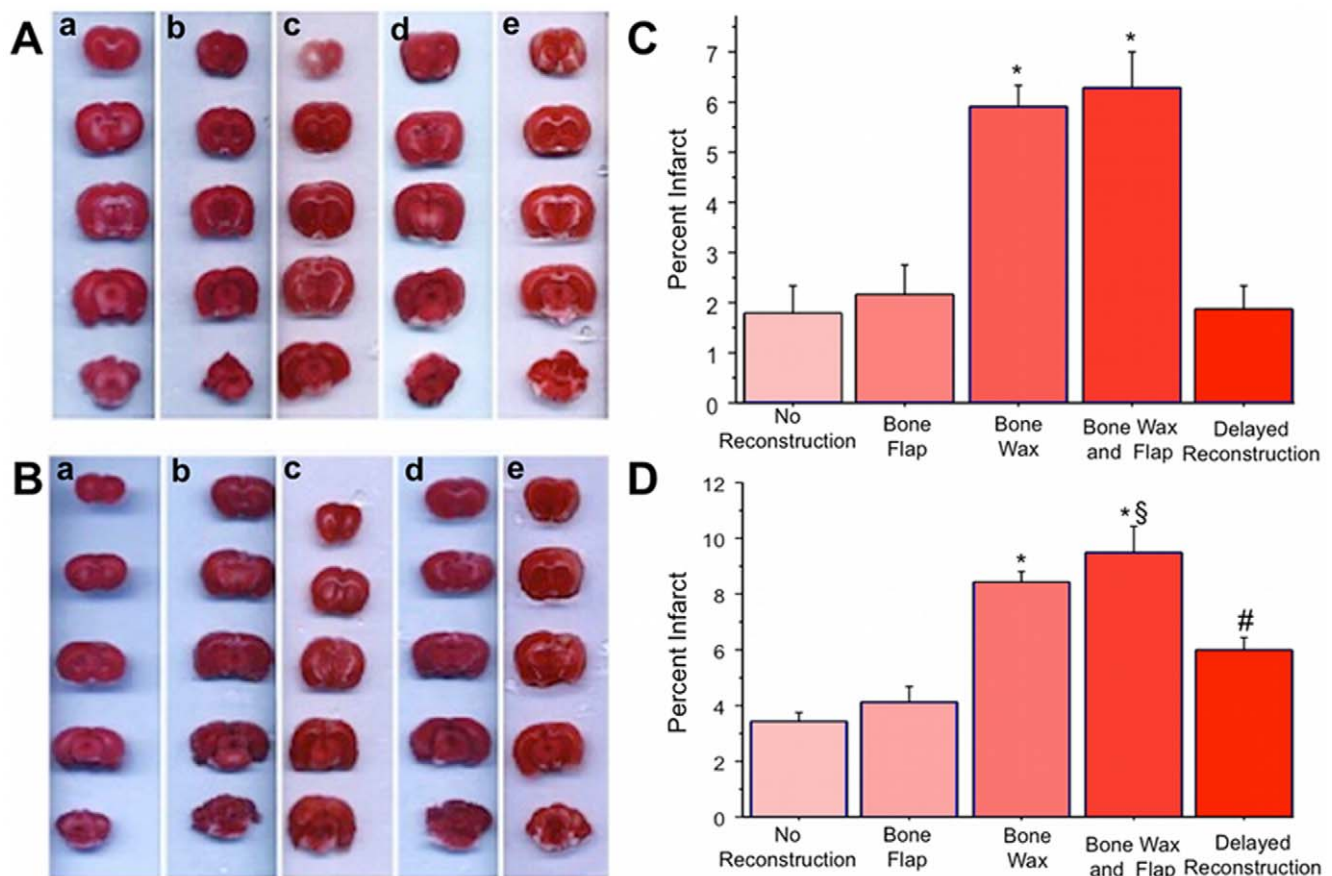 A
a
b
c
d
e
C
Percent Infarct
7
6
5
4
3
2
1
0
*
*
No
Reconstruction
Bone
Flap
Bone
Wax
Bone Wax
and Flap
Delayed
Reconstruction
B
a
b
c
d
e
D
Percent Infarct
12
10
8
6
4
2
0
*
*§
#
No
Reconstruction
Bone
Flap
Bone
Wax
Bone Wax
and Flap
Delayed
Reconstruction